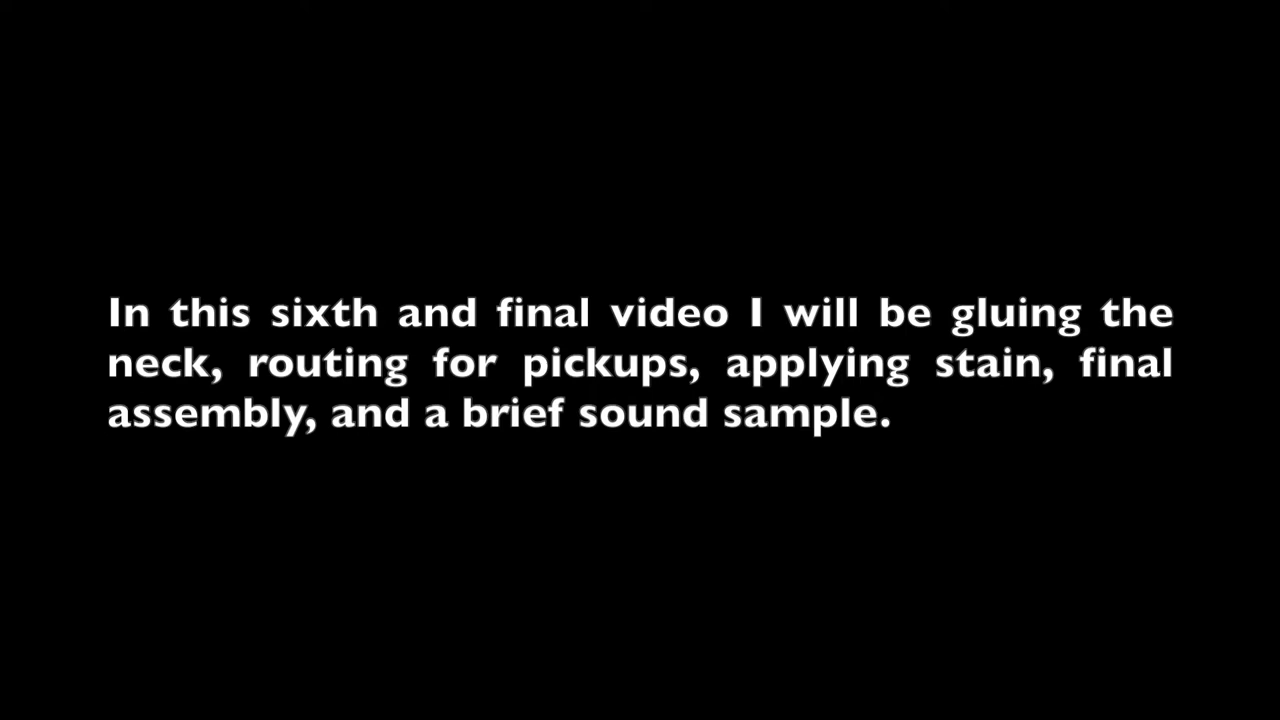 In this sixth and final video I will be gluing the
neck, routing for pickups, applying stain, final
assembly, and a brief sound sample.